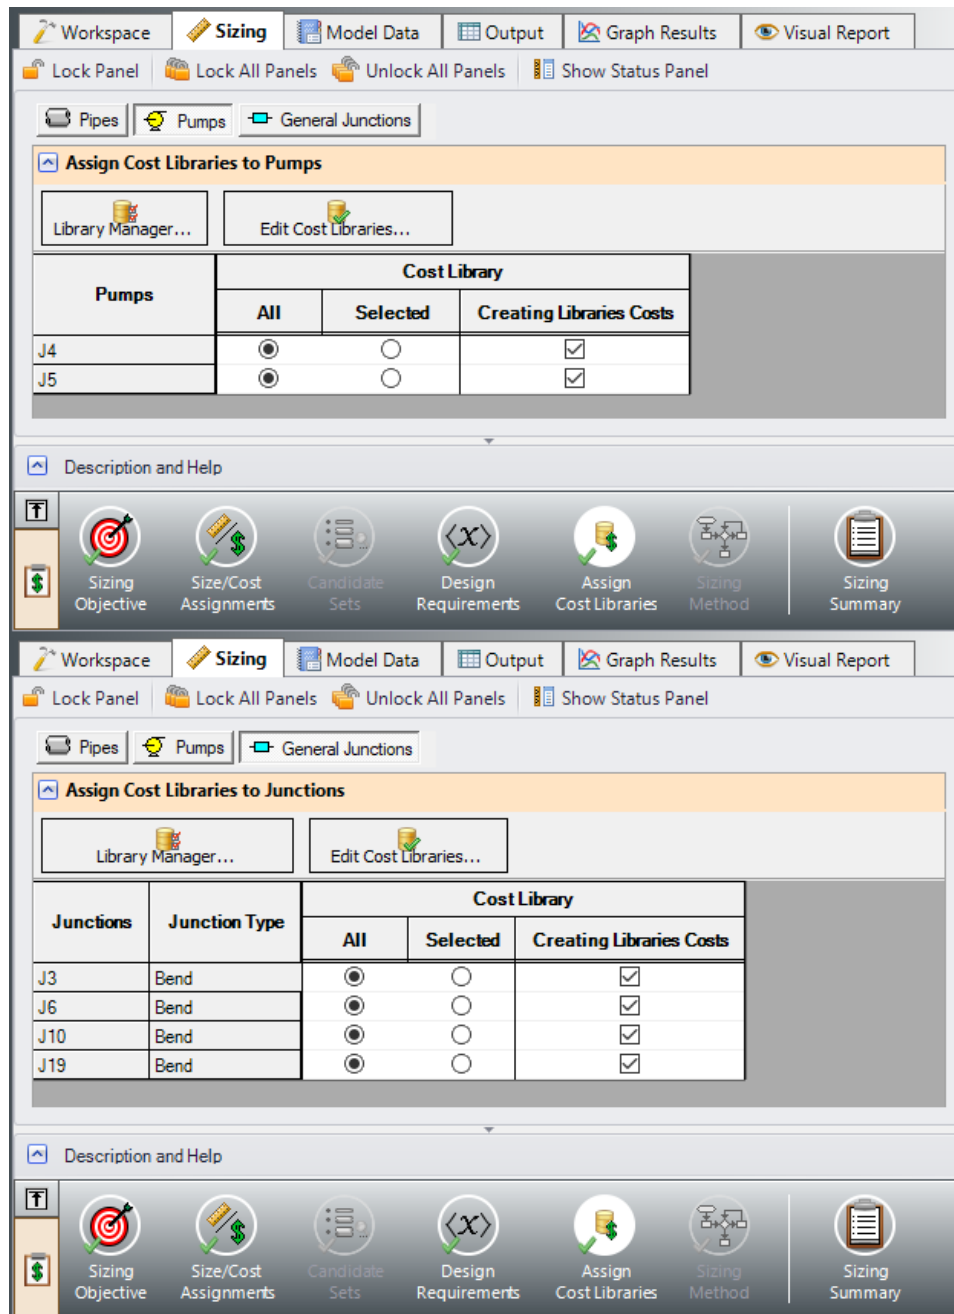 Workspace Sizing Model Data Output Graph Results Visual Report
Lock Panel Lock All Panels Unlock All Panels Show Status Panel
Pipes Pumps General Junctions
Assign Cost Libraries to Pumps
Library Manager... Edit Cost Libraries...
Cost Library
Pumps
All Selected Creating Libraries Costs
J4
J5
Description and Help
Sizing Size/Cost Candidate Design Assign Sizing Sizing
Objective Assignments Sets Requirements Cost Libraries Method Summary
Workspace Sizing Model Data Output Graph Results Visual Report
Lock Panel Lock All Panels Unlock All Panels Show Status Panel
Pipes Pumps General Junctions
Assign Cost Libraries to Junctions
Library Manager... Edit Cost Libraries...
Cost Library
Junctions Junction Type
All Selected Creating Libraries Costs
J3 Bend
J6 Bend
J10 Bend
J19 Bend
Description and Help
Sizing Size/Cost Candidate Design Assign Sizing Sizing
Objective Assignments Sets Requirements Cost Libraries Method Summary